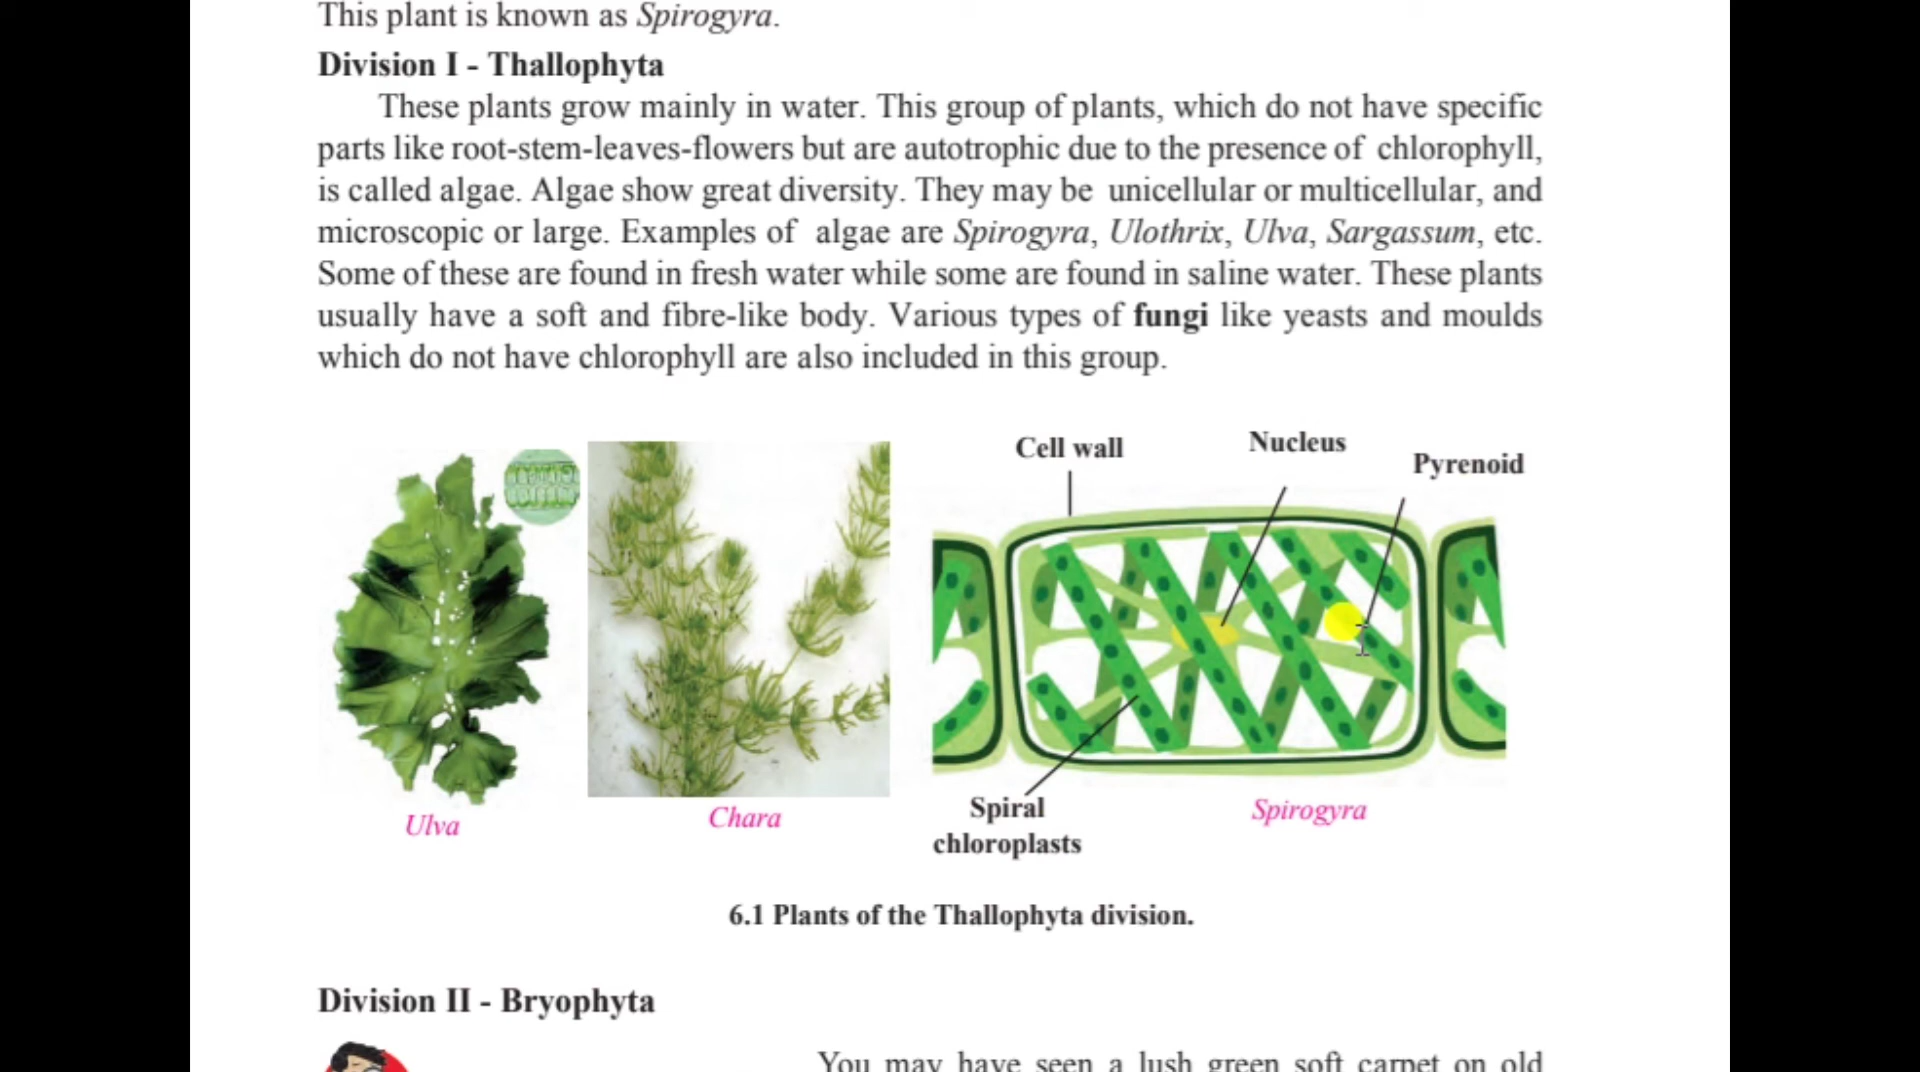 This plant is known as Spirogyra.
Division I - Thallophyta
These plants grow mainly in water. This group of plants, which do not have specific
parts like root-stem-leaves-flowers but are autotrophic due to the presence of chlorophyll,
is called algae. Algae show great diversity. They may be unicellular or multicellular, and
microscopic or large. Examples of algae are Spirogyra, Ulothrix, Ulva, Sargassum, etc.
Some of these are found in fresh water while some are found in saline water. These plants
usually have a soft and fibre-like body. Various types of fungi like yeasts and moulds
which do not have chlorophyll are also included in this group.
Cell wall
Nucleus
Pyrenoid
Spiral
chloroplasts
Ulva
Chara
Spirogyra
6.1 Plants of the Thallophyta division.
Division II - Bryophyta
You may have seen a lush green soft carpet on old